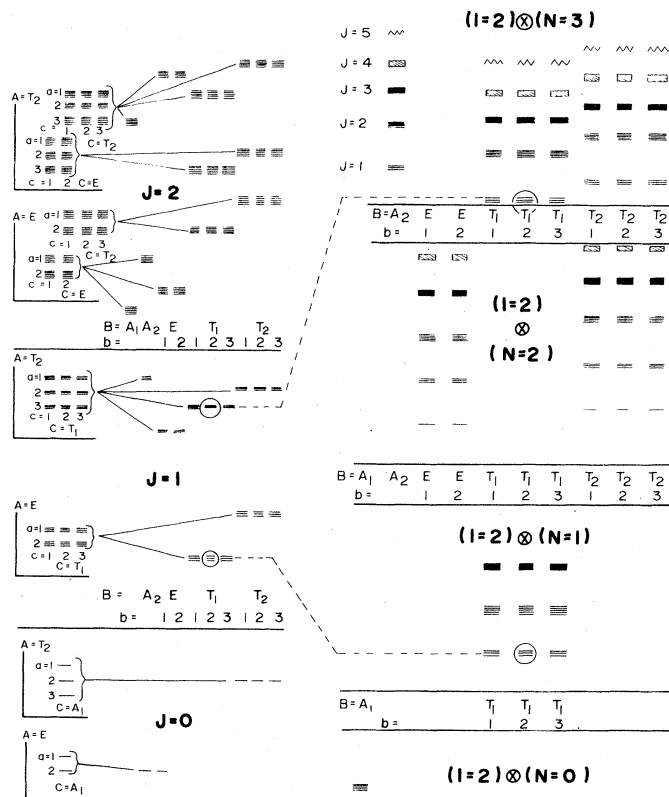 A=T₂
a=1
2
3
c= 1 2 3
C=T₂
a=1
2
3
c=1 2 C=E
J=2
A=E
a=1
2
c=1 2 3
C=T₂
a=1
2
c=1 2
C=E
B= A₁ A₂ E T₁ T₂
b= 1 2 1 2 3 1 2 3
A=T₂
a=1
2
3
c=1 2 3
C=T₁
J=1
A=E
a=1
2
c=1 2 3
C=T₁
B= A₂ E T₁ T₂
b= 1 2 1 2 3 1 2 3
A=T₂
a=1
2
3
C=A₁
J=0
A=E
a=1
2
C=A₁
(I=2)⊗(N=3)
J=5
J=4
J=3
J=2
J=1
B=A₂ E E T₁ T₁ T₁ T₂ T₂ T₂
b= 1 2 1 2 3 1 2 3
(I=2)
⊗
(N=2)
B=A₁ A₂ E E T₁ T₁ T₁ T₂ T₂ T₂
b= 1 2 1 2 3 1 2 3
(I=2)⊗(N=1)
B=A₁ T₁ T₁ T₁
b= 1 2 3
(I=2)⊗(N=0)